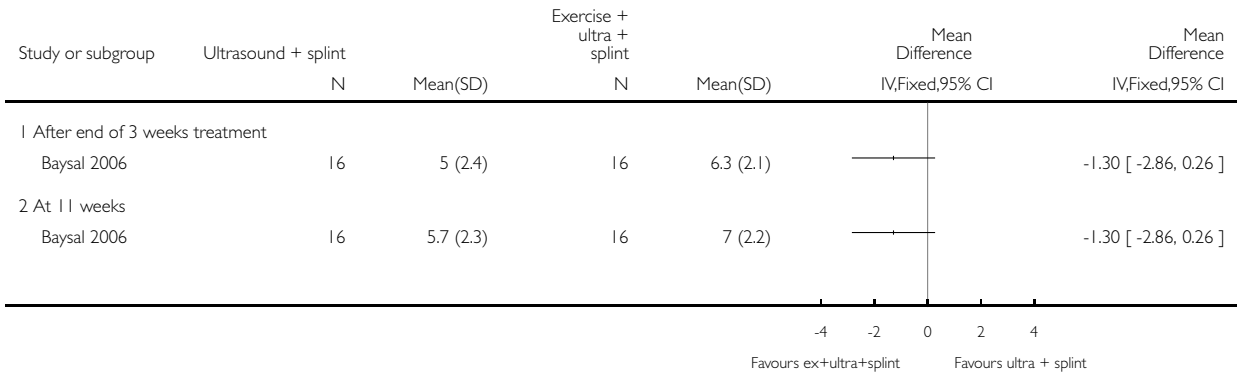 Exercise +
ultra +
Study or subgroup Ultrasound + splint splint Mean Difference Mean Difference
N Mean(SD) N Mean(SD) IV,Fixed,95% CI IV,Fixed,95% CI
1 After end of 3 weeks treatment
Baysal 2006 16 5 (2.4) 16 6.3 (2.1) -1.30 [ -2.86, 0.26 ]
2 At 11 weeks
Baysal 2006 16 5.7 (2.3) 16 7 (2.2) -1.30 [ -2.86, 0.26 ]
-4 -2 0 2 4
Favours ex+ultra+splint Favours ultra + splint